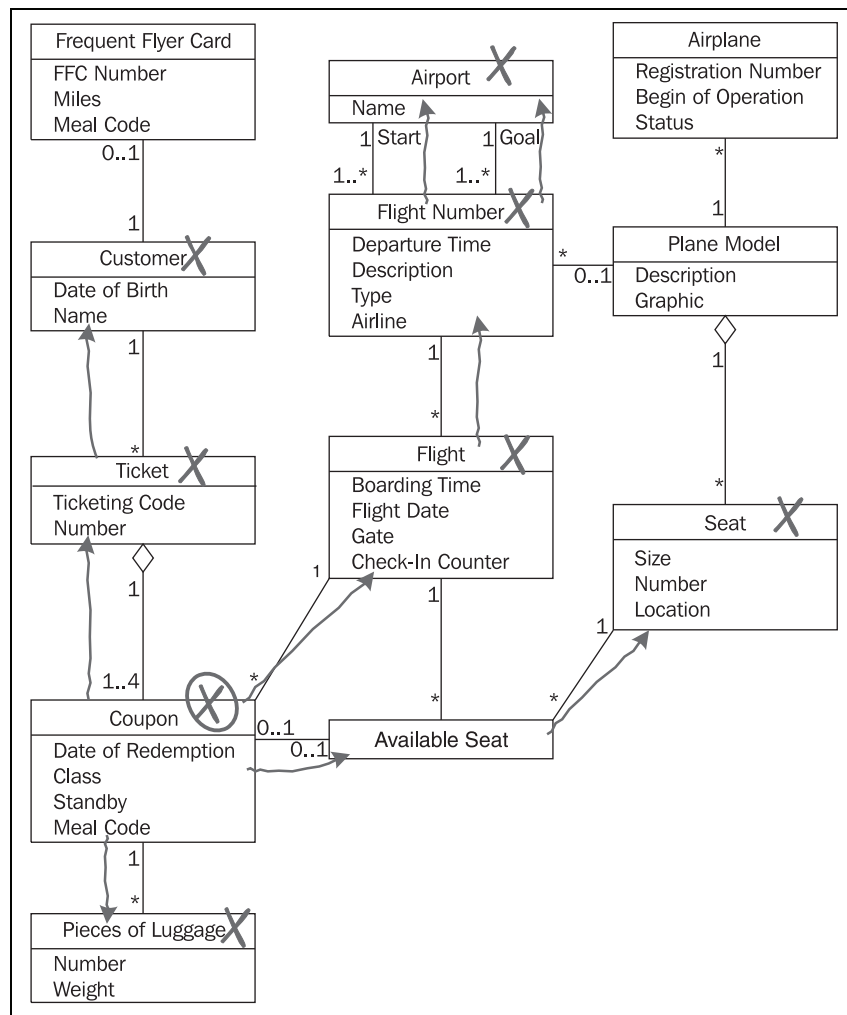 Frequent Flyer Card
FFC Number
Miles
Meal Code
0..1
1
Customer
Date of Birth
Name
1
*
Ticket
Ticketing Code
Number
1
1..4
Coupon
Date of Redemption
Class
Standby
Meal Code
1
*
Pieces of Luggage
Number
Weight
Airport
Name
1 Start
1 Goal
1..*
1..*
Flight Number
Departure Time
Description
Type
Airline
*
0..1
1
*
Flight
Boarding Time
Flight Date
Gate
Check-In Counter
1
*
1
*
0..1
0..1
Available Seat
Airplane
Registration Number
Begin of Operation
Status
*
1
Plane Model
Description
Graphic
1
*
Seat
Size
Number
Location
1
*